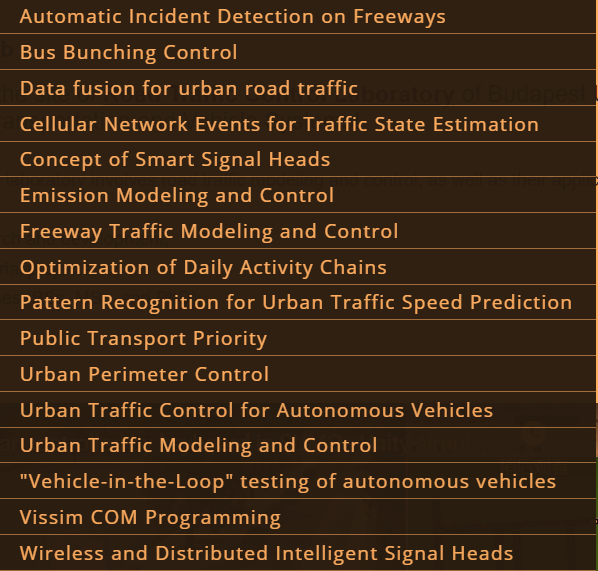 Automatic Incident Detection on Freeways
Bus Bunching Control
Data fusion for urban road traffic
Cellular Network Events for Traffic State Estimation
Concept of Smart Signal Heads
Emission Modeling and Control
Freeway Traffic Modeling and Control
Optimization of Daily Activity Chains
Pattern Recognition for Urban Traffic Speed Prediction
Public Transport Priority
Urban Perimeter Control
Urban Traffic Control for Autonomous Vehicles
Urban Traffic Modeling and Control
"Vehicle-in-the-Loop" testing of autonomous vehicles
Vissim COM Programming
Wireless and Distributed Intelligent Signal Heads